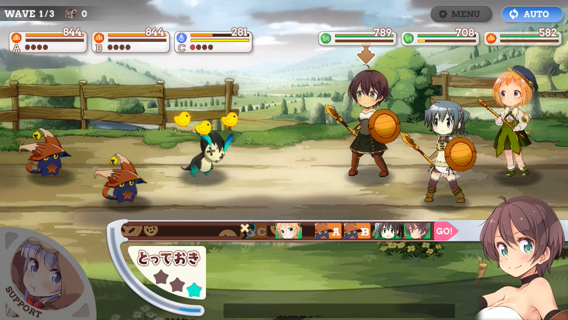 WAVE 1/3 0 MENU AUTO
844 844 281 789 708 582
A B C
C A B GO!
とっておき
SUPPORT